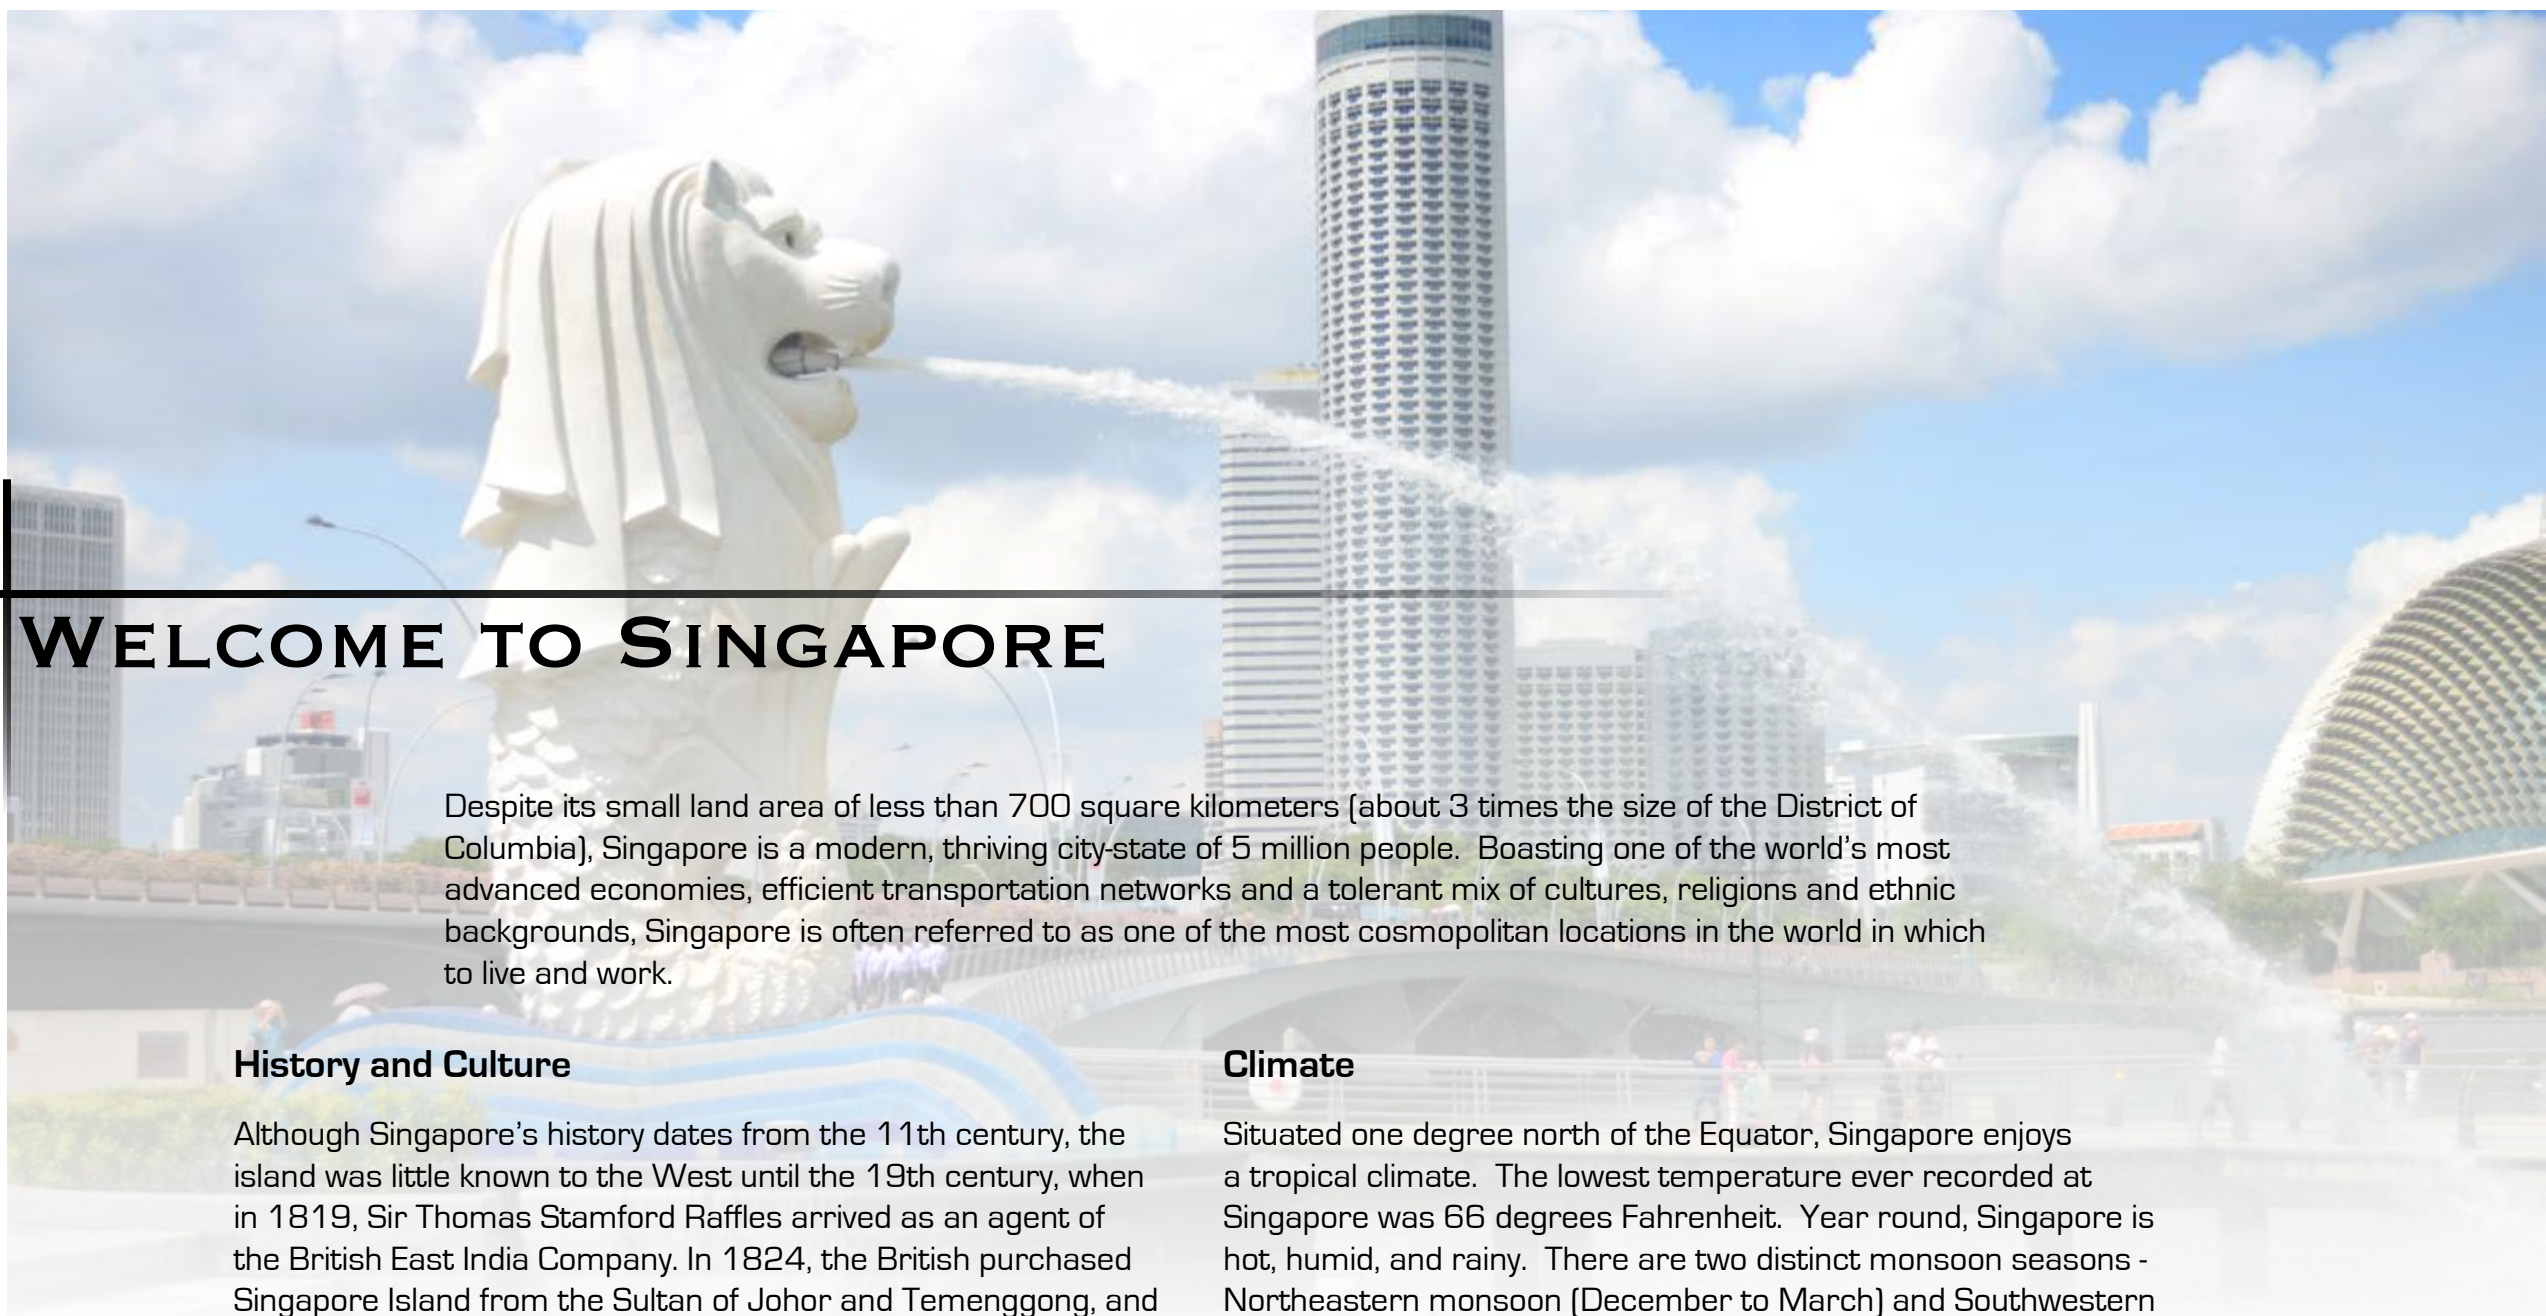 Welcome to Singapore
Despite its small land area of less than 700 square kilometers (about 3 times the size of the District of
Columbia), Singapore is a modern, thriving city-state of 5 million people.  Boasting one of the world's most
advanced economies, efficient transportation networks and a tolerant mix of cultures, religions and ethnic
backgrounds, Singapore is often referred to as one of the most cosmopolitan locations in the world in which
to live and work.
History and Culture
Although Singapore's history dates from the 11th century, the
island was little known to the West until the 19th century, when
in 1819, Sir Thomas Stamford Raffles arrived as an agent of
the British East India Company. In 1824, the British purchased
Singapore Island from the Sultan of Johor and Temenggong, and
Climate
Situated one degree north of the Equator, Singapore enjoys
a tropical climate.  The lowest temperature ever recorded at
Singapore was 66 degrees Fahrenheit.  Year round, Singapore is
hot, humid, and rainy.  There are two distinct monsoon seasons -
Northeastern monsoon (December to March) and Southwestern